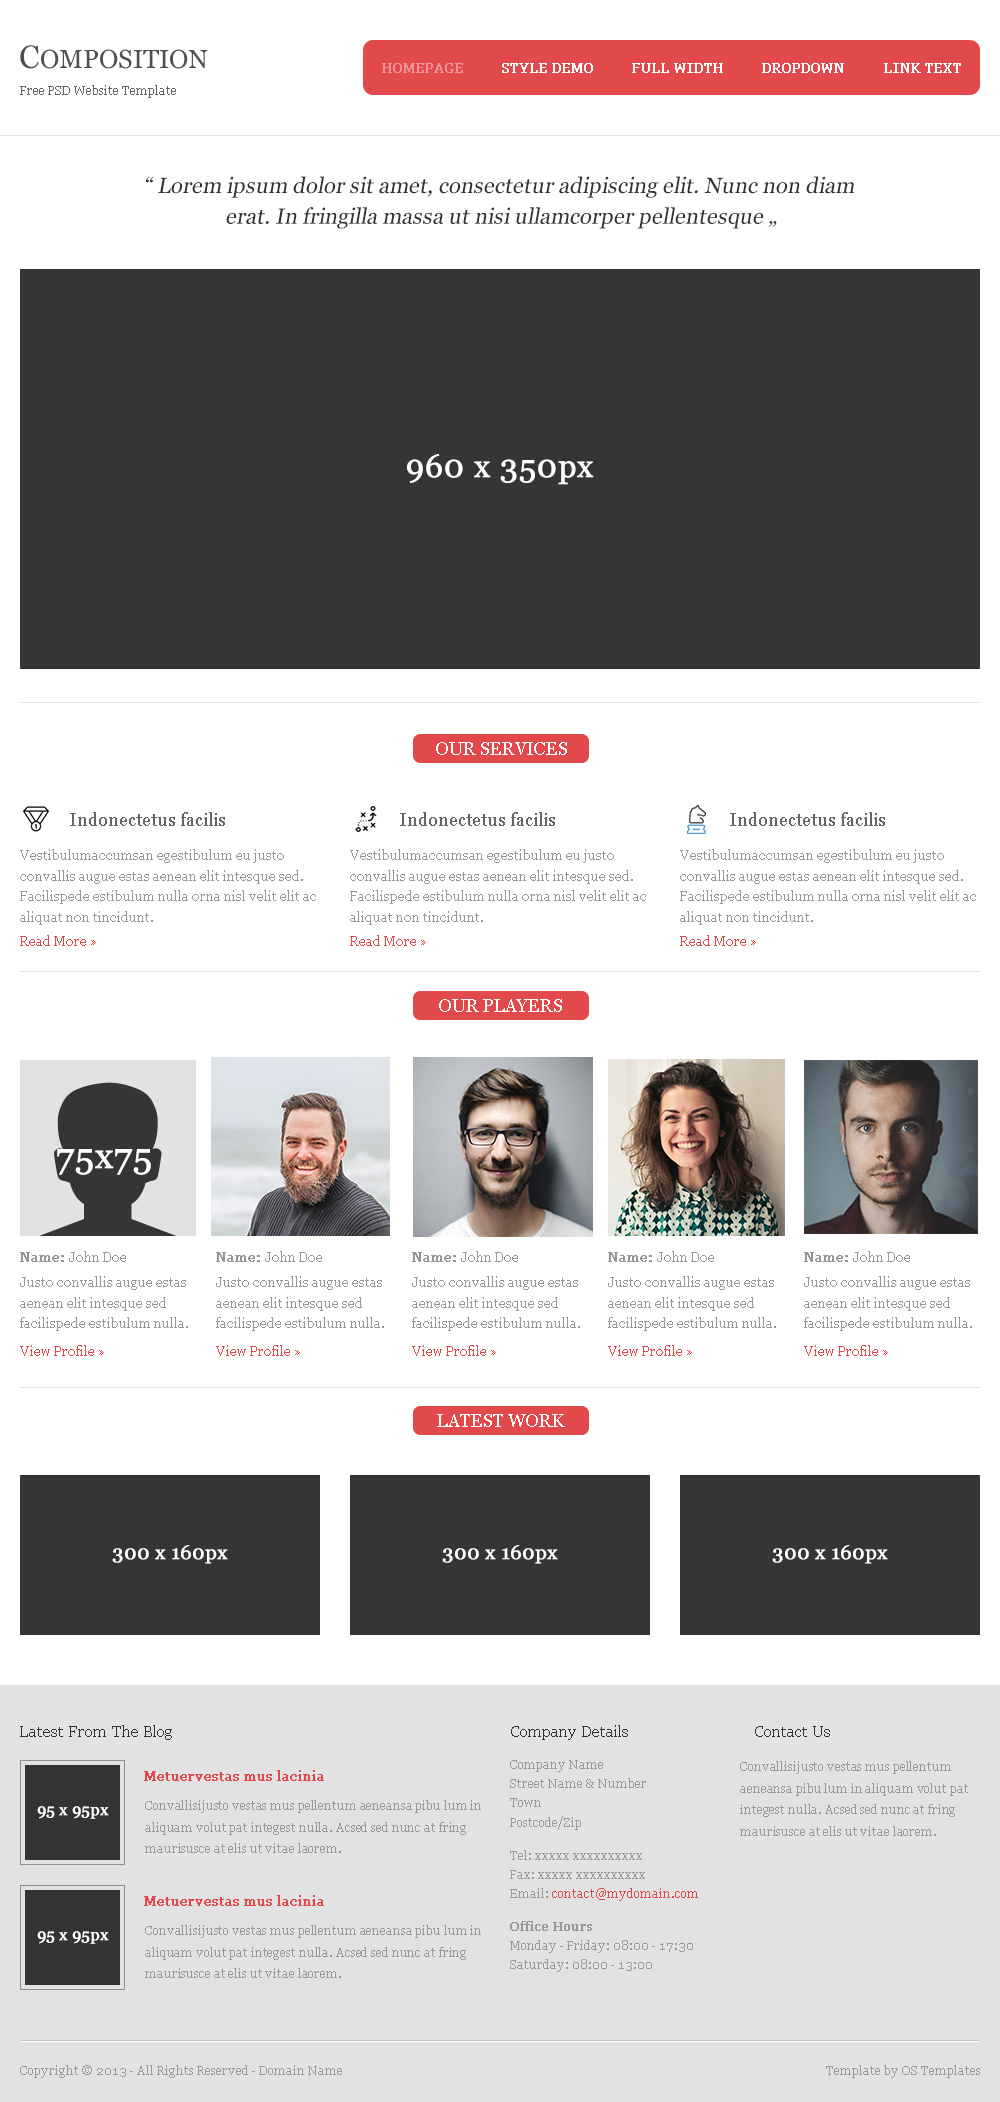 COMPOSITION
Free PSD Website Template
HOMEPAGE STYLE DEMO FULL WIDTH DROPDOWN LINK TEXT
“ Lorem ipsum dolor sit amet, consectetur adipiscing elit. Nunc non diam
erat. In fringilla massa ut nisi ullamcorper pellentesque „
960 x 350px
OUR SERVICES
Indonectetus facilis
Vestibulumaccumsan egestibulum eu justo
convallis augue estas aenean elit intesque sed.
Facilispede estibulum nulla orna nisl velit elit ac
aliquat non tincidunt.
Read More »
Indonectetus facilis
Vestibulumaccumsan egestibulum eu justo
convallis augue estas aenean elit intesque sed.
Facilispede estibulum nulla orna nisl velit elit ac
aliquat non tincidunt.
Read More »
Indonectetus facilis
Vestibulumaccumsan egestibulum eu justo
convallis augue estas aenean elit intesque sed.
Facilispede estibulum nulla orna nisl velit elit ac
aliquat non tincidunt.
Read More »
OUR PLAYERS
75x75
Name: John Doe
Justo convallis augue estas
aenean elit intesque sed
facilispede estibulum nulla.
View Profile »
Name: John Doe
Justo convallis augue estas
aenean elit intesque sed
facilispede estibulum nulla.
View Profile »
Name: John Doe
Justo convallis augue estas
aenean elit intesque sed
facilispede estibulum nulla.
View Profile »
Name: John Doe
Justo convallis augue estas
aenean elit intesque sed
facilispede estibulum nulla.
View Profile »
Name: John Doe
Justo convallis augue estas
aenean elit intesque sed
facilispede estibulum nulla.
View Profile »
LATEST WORK
300 x 160px
300 x 160px
300 x 160px
Latest From The Blog
95 x 95px
Metuervestas mus lacinia
Convallisijusto vestas mus pellentum aeneansa pibu lum in
aliquam volut pat integest nulla. Acsed sed nunc at fring
maurisusce at elis ut vitae laorem.
95 x 95px
Metuervestas mus lacinia
Convallisijusto vestas mus pellentum aeneansa pibu lum in
aliquam volut pat integest nulla. Acsed sed nunc at fring
maurisusce at elis ut vitae laorem.
Company Details
Company Name
Street Name & Number
Town
Postcode/Zip
Tel: xxxxx xxxxxxxxxx
Fax: xxxxx xxxxxxxxxx
Email: contact@mydomain.com
Office Hours
Monday - Friday: 08:00 - 17:30
Saturday: 08:00 - 13:00
Contact Us
Convallisijusto vestas mus pellentum
aeneansa pibu lum in aliquam volut pat
integest nulla. Acsed sed nunc at fring
maurisusce at elis ut vitae laorem.
Copyright © 2013 - All Rights Reserved - Domain Name
Template by OS Templates